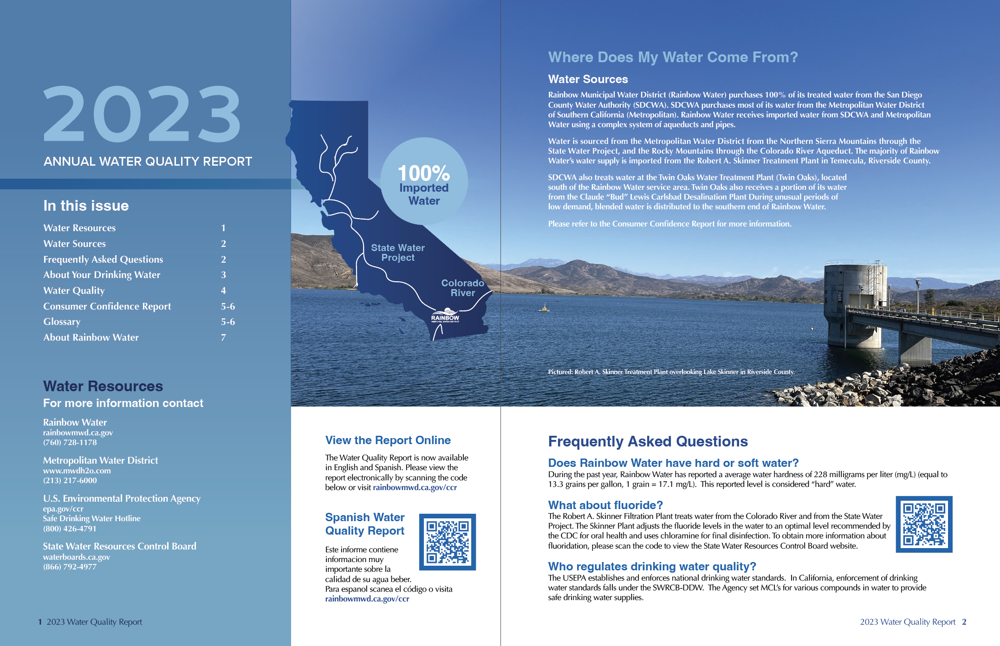 2023
ANNUAL WATER QUALITY REPORT
In this issue
Water Resources 1
Water Sources 2
Frequently Asked Questions 2
About Your Drinking Water 3
Water Quality 4
Consumer Confidence Report 5-6
Glossary 5-6
About Rainbow Water 7
Water Resources
For more information contact
Rainbow Water
rainbowmwd.ca.gov
(760) 728-1178
Metropolitan Water District
www.mwdh2o.com
(213) 217-6000
U.S. Environmental Protection Agency
epa.gov/ccr
Safe Drinking Water Hotline
(800) 426-4791
State Water Resources Control Board
waterboards.ca.gov
(866) 792-4977
1 2023 Water Quality Report
100%
Imported
Water
State Water
Project
Colorado
River
RAINBOW
MUNICIPAL WATER DISTRICT
View the Report Online
The Water Quality Report is now available
in English and Spanish. Please view the
report electronically by scanning the code
below or visit rainbowmwd.ca.gov/ccr
Spanish Water
Quality Report
Este informe contiene
informacion muy
importante sobre la
calidad de su agua beber.
Para espanol scanea el código o visita
rainbowmwd.ca.gov/ccr
Where Does My Water Come From?
Water Sources
Rainbow Municipal Water District (Rainbow Water) purchases 100% of its treated water from the San Diego
County Water Authority (SDCWA). SDCWA purchases most of its water from the Metropolitan Water District
of Southern California (Metropolitan). Rainbow Water receives imported water from SDCWA and Metropolitan
Water using a complex system of aqueducts and pipes.
Water is sourced from the Metropolitan Water District from the Northern Sierra Mountains through the
State Water Project, and the Rocky Mountains through the Colorado River Aqueduct. The majority of Rainbow
Water's water supply is imported from the Robert A. Skinner Treatment Plant in Temecula, Riverside County.
SDCWA also treats water at the Twin Oaks Water Treatment Plant (Twin Oaks), located
south of the Rainbow Water service area. Twin Oaks also receives a portion of its water
from the Claude “Bud” Lewis Carlsbad Desalination Plant During unusual periods of
low demand, blended water is distributed to the southern end of Rainbow Water.
Please refer to the Consumer Confidence Report for more information.
Pictured: Robert A. Skinner Treatment Plant overlooking Lake Skinner in Riverside County.
Frequently Asked Questions
Does Rainbow Water have hard or soft water?
During the past year, Rainbow Water has reported a average water hardness of 228 milligrams per liter (mg/L) (equal to
13.3 grains per gallon, 1 grain = 17.1 mg/L). This reported level is considered “hard” water.
What about fluoride?
The Robert A. Skinner Filtration Plant treats water from the Colorado River and from the State Water
Project. The Skinner Plant adjusts the fluoride levels in the water to an optimal level recommended by
the CDC for oral health and uses chloramine for final disinfection. To obtain more information about
fluoridation, please scan the code to view the State Water Resources Control Board website.
Who regulates drinking water quality?
The USEPA establishes and enforces national drinking water standards. In California, enforcement of drinking
water standards falls under the SWRCB-DDW. The Agency set MCL's for various compounds in water to provide
safe drinking water supplies.
2023 Water Quality Report 2